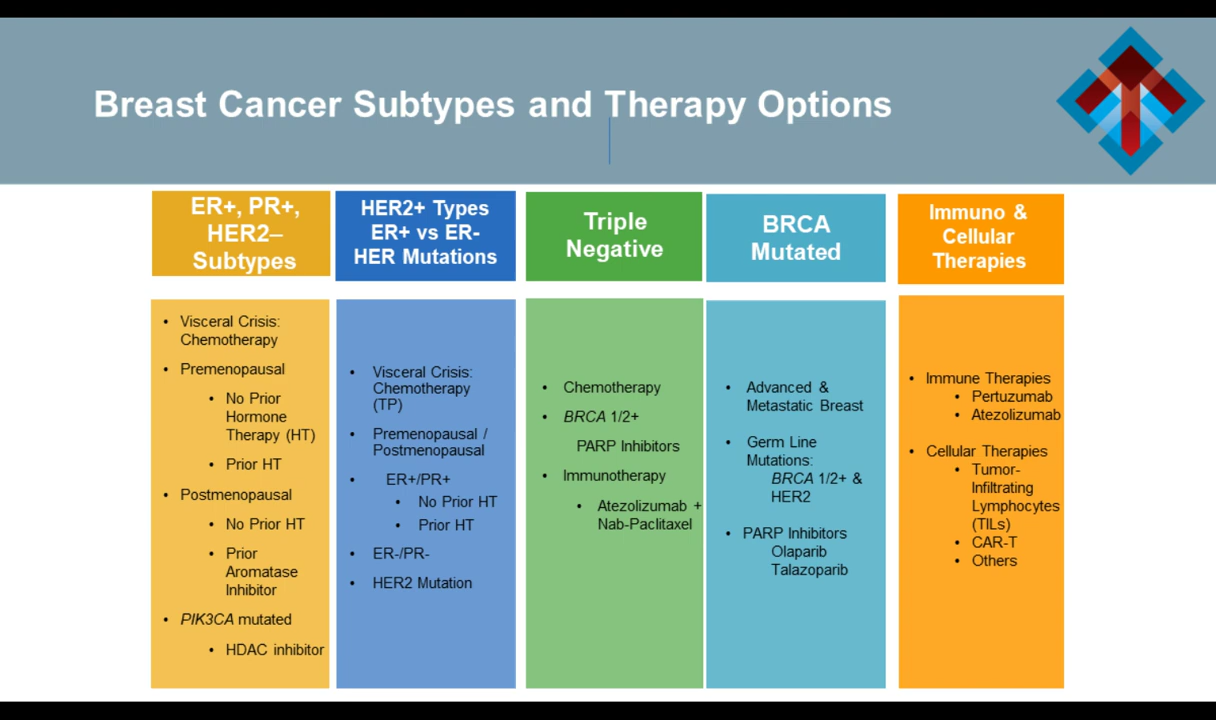 Breast Cancer Subtypes and Therapy Options
ER+, PR+,
HER2–
Subtypes
• Visceral Crisis:
Chemotherapy
• Premenopausal
• No Prior
Hormone
Therapy (HT)
• Prior HT
• Postmenopausal
• No Prior HT
• Prior
Aromatase
Inhibitor
• PIK3CA mutated
• HDAC inhibitor
HER2+ Types
ER+ vs ER-
HER Mutations
• Visceral Crisis:
Chemotherapy
(TP)
• Premenopausal /
Postmenopausal
• ER+/PR+
• No Prior HT
• Prior HT
• ER-/PR-
• HER2 Mutation
Triple
Negative
• Chemotherapy
• BRCA 1/2+
PARP Inhibitors
• Immunotherapy
• Atezolizumab +
Nab-Paclitaxel
BRCA
Mutated
• Advanced &
Metastatic Breast
• Germ Line
Mutations:
BRCA 1/2+ &
HER2
• PARP Inhibitors
Olaparib
Talazoparib
Immuno &
Cellular
Therapies
• Immune Therapies
• Pertuzumab
• Atezolizumab
• Cellular Therapies
• Tumor-
Infiltrating
Lymphocytes
(TILs)
• CAR-T
• Others